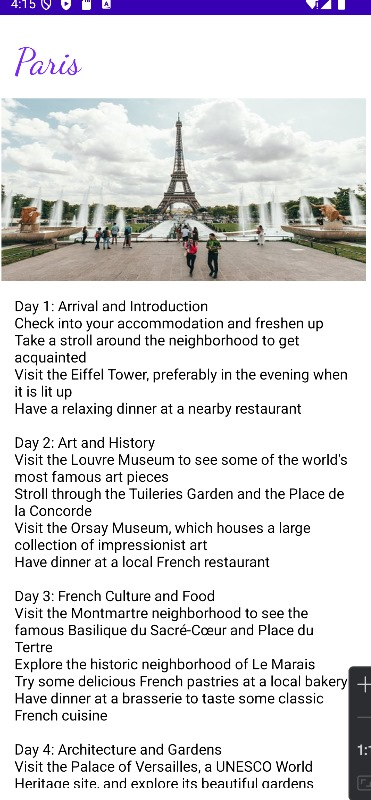 4:15
Paris
Day 1: Arrival and Introduction
Check into your accommodation and freshen up
Take a stroll around the neighborhood to get
acquainted
Visit the Eiffel Tower, preferably in the evening when
it is lit up
Have a relaxing dinner at a nearby restaurant
Day 2: Art and History
Visit the Louvre Museum to see some of the world's
most famous art pieces
Stroll through the Tuileries Garden and the Place de
la Concorde
Visit the Orsay Museum, which houses a large
collection of impressionist art
Have dinner at a local French restaurant
Day 3: French Culture and Food
Visit the Montmartre neighborhood to see the
famous Basilique du Sacré-Cœur and Place du
Tertre
Explore the historic neighborhood of Le Marais
Try some delicious French pastries at a local bakery
Have dinner at a brasserie to taste some classic
French cuisine
Day 4: Architecture and Gardens
Visit the Palace of Versailles, a UNESCO World
Heritage site, and explore its beautiful gardens